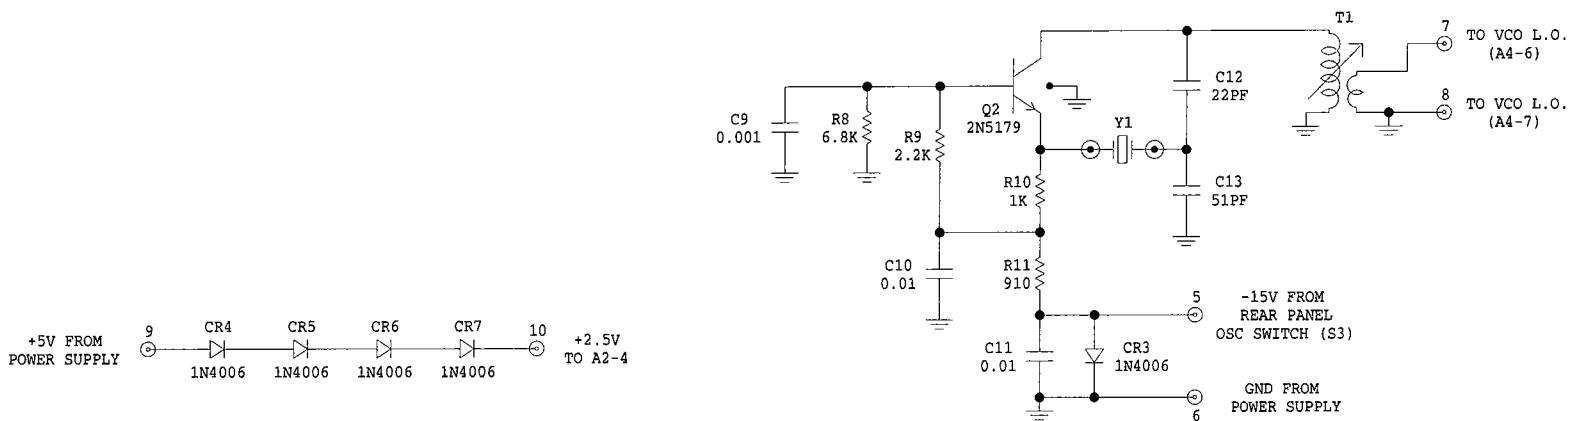 T1
7
TO VCO L.O.
(A4-6)
C12
22PF
Q2
2N5179
8
TO VCO L.O.
(A4-7)
C9
0.001
R8
6.8K
R9
2.2K
Y1
R10
1K
C13
51PF
C10
0.01
R11
910
5
-15V FROM
REAR PANEL
OSC SWITCH (S3)
+5V FROM
POWER SUPPLY
9
CR4
1N4006
CR5
1N4006
CR6
1N4006
CR7
1N4006
10
+2.5V
TO A2-4
C11
0.01
CR3
1N4006
GND FROM
POWER SUPPLY
6